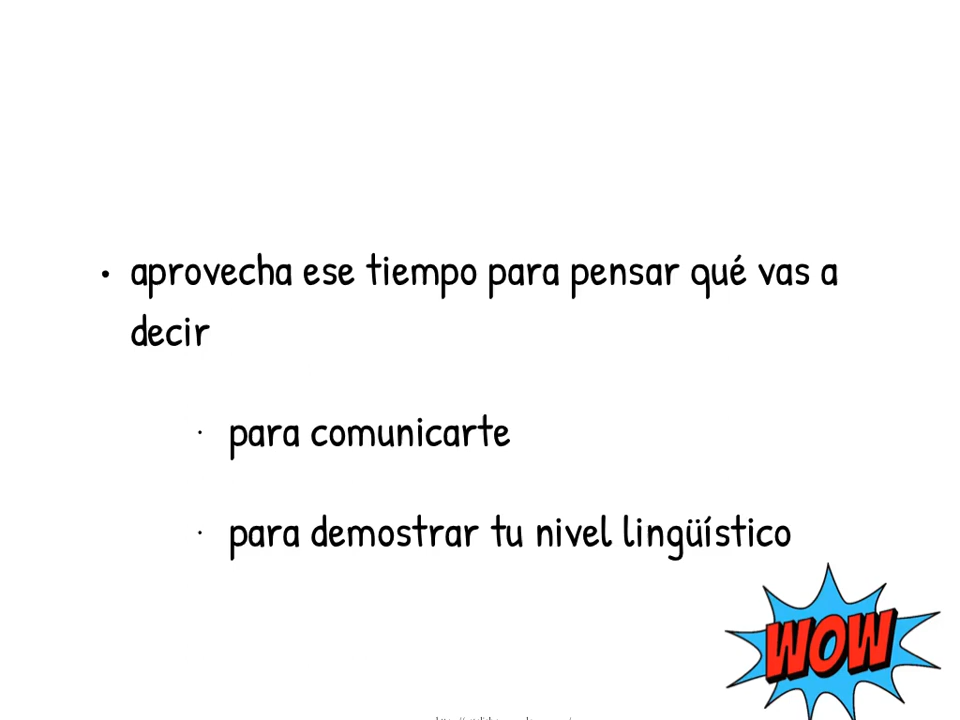 • aprovecha ese tiempo para pensar qué vas a
decir
· para comunicarte
· para demostrar tu nivel lingüístico
WOW